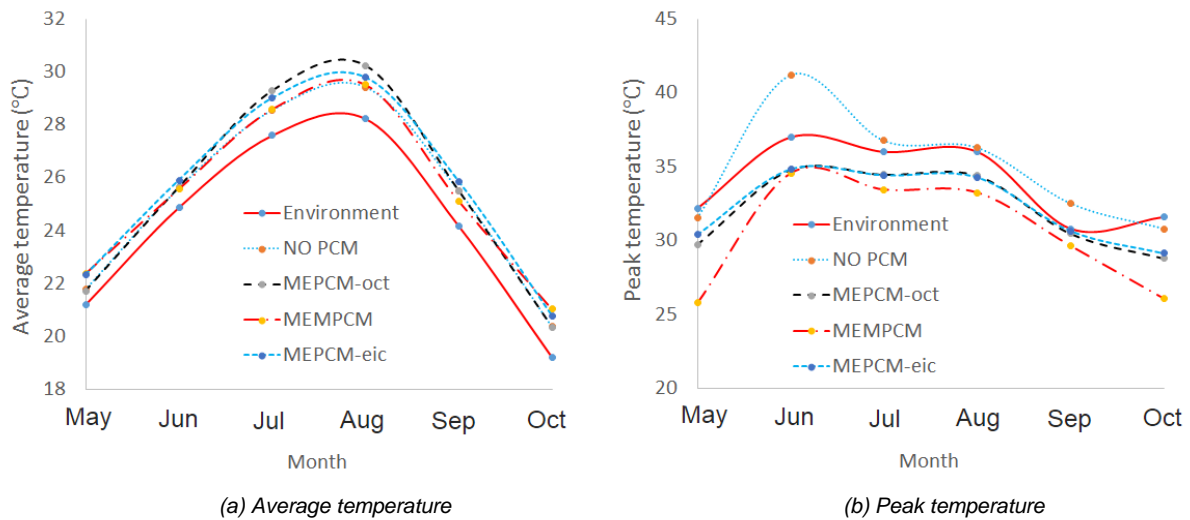 32
30
28
26
24
22
20
18
Average temperature (°C)
Environment
NO PCM
MEPCM-oct
MEMPCM
MEPCM-eic
May Jun Jul Aug Sep Oct
Month
(a) Average temperature
45
40
35
30
25
20
Peak temperature (°C)
Environment
NO PCM
MEPCM-oct
MEMPCM
MEPCM-eic
May Jun Jul Aug Sep Oct
Month
(b) Peak temperature